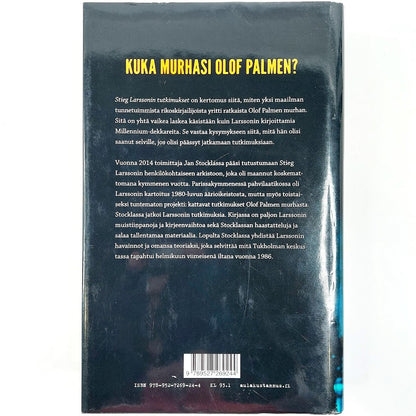 KUKA MURHASI OLOF PALMEN?
Stieg Larssonin tutkimukset on kertomus siitä, miten yksi maailman
tunnetuimmista rikoskirjailijoista yritti ratkaista Olof Palmen murhan.
Sitä on yhtä vaikea laskea käsistään kuin Larssonin kirjoittamia
Millennium-dekkareita. Se vastaa kysymykseen siitä, mitä hän olisi
saanut selville, jos olisi päässyt jatkamaan tutkimuksiaan.
Vuonna 2014 toimittaja Jan Stocklassa pääsi tutustumaan Stieg
Larssonin henkilökohtaiseen arkistoon, joka oli maannut koskemat-
tomana kymmenen vuotta. Parissakymmenessä pahvilaatikossa oli
Larssonin kartoitus 1980-luvun äärioikeistosta, mutta myös toistai-
seksi tuntematon projekti: kattavat tutkimukset Olof Palmen murhasta
Stocklassa jatkoi Larssonin tutkimuksia. Kirjassa on paljon Larssonin
muistiinpanoja ja kirjeenvaihtoa sekä Stocklassan haastatteluja ja
salaa tallentamaa materiaalia. Lopulta Stocklassa yhdistää Larssonin
havainnot ja omansa teoriaksi, joka selvittää mitä Tukholman keskus
tassa tapahtui helmikuun viimeisenä iltana vuonna 1986.
9 789527 269244
ISBN 978-952-7269-24-4 KL 93.1 aulakustannus.fi